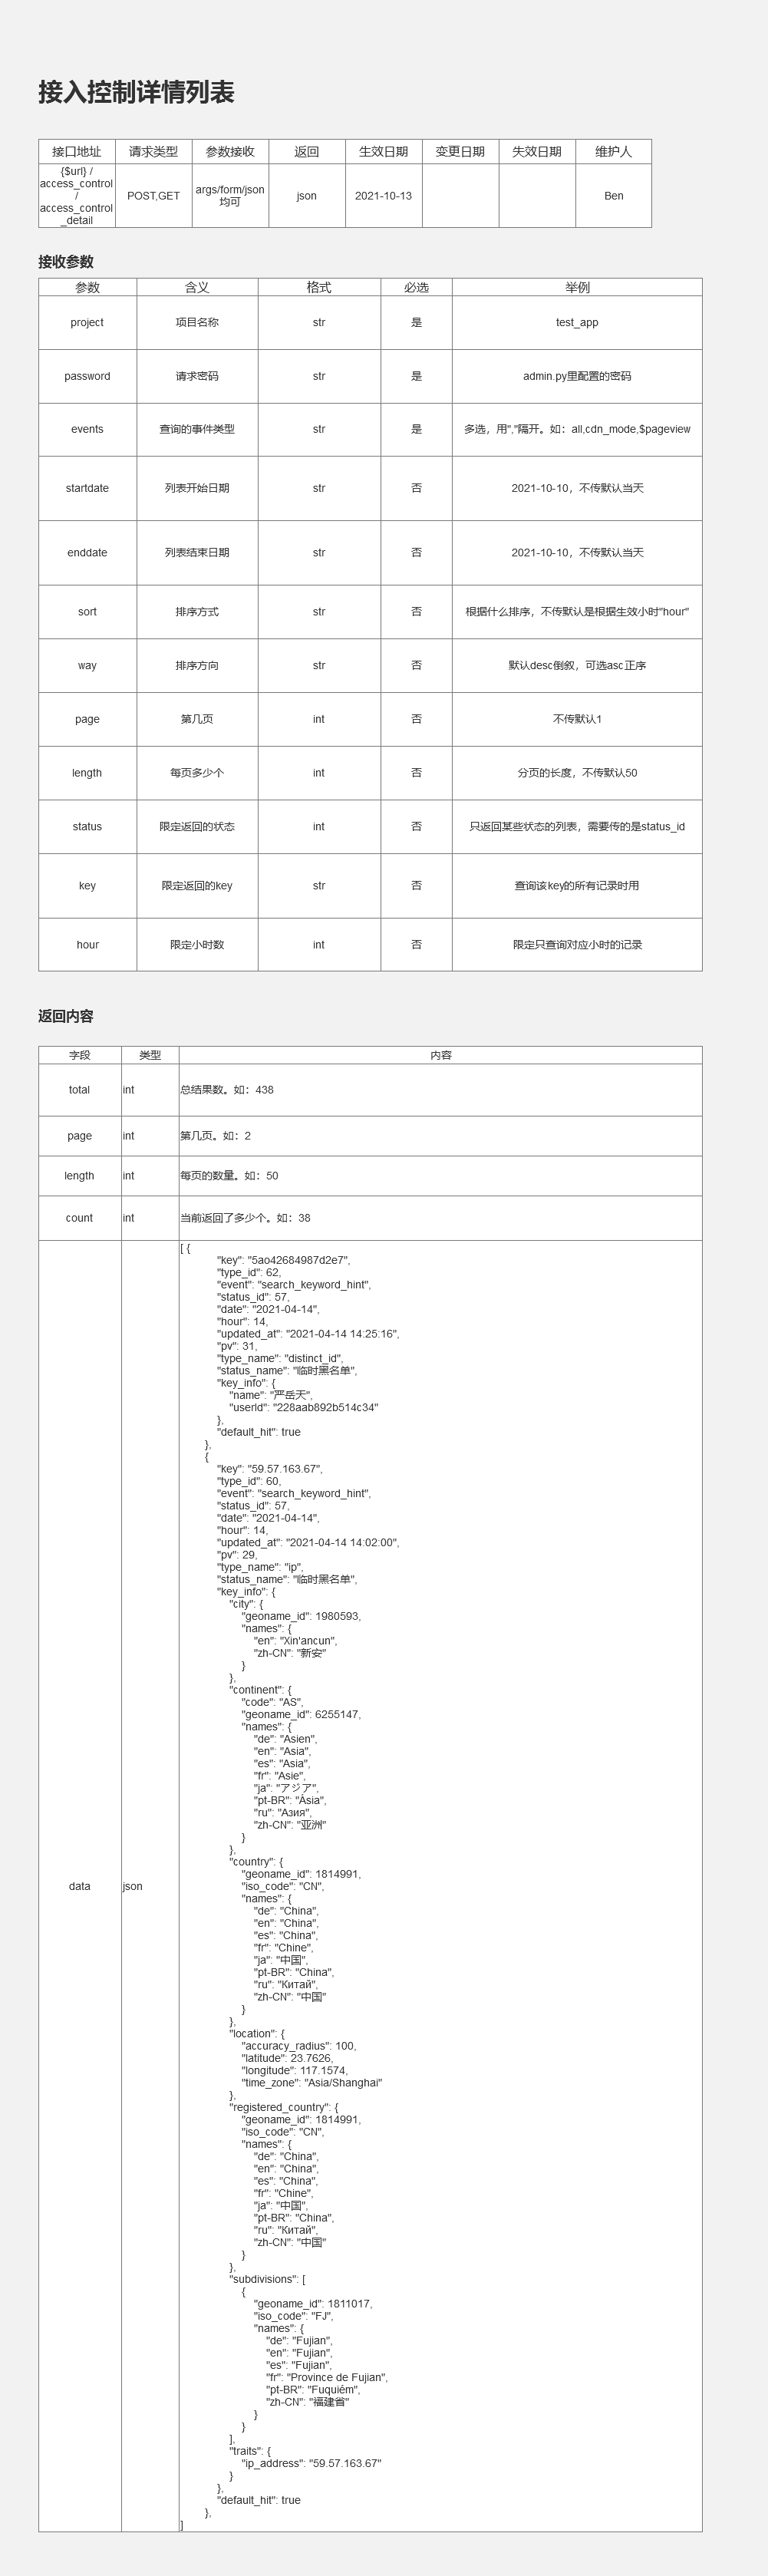 接入控制详情列表
接口地址 请求类型 参数接收 返回 生效日期 变更日期 失效日期 维护人
{$url} /
access_control
/
access_control
_detail
POST,GET
args/form/json
均可
json
2021-10-13
Ben
接收参数
参数 含义 格式 必选 举例
project 项目名称 str 是 test_app
password 请求密码 str 是 admin.py里配置的密码
events 查询的事件类型 str 是 多选，用","隔开。如：all,cdn_mode,$pageview
startdate 列表开始日期 str 否 2021-10-10，不传默认当天
enddate 列表结束日期 str 否 2021-10-10，不传默认当天
sort 排序方式 str 否 根据什么排序，不传默认是根据生效小时"hour"
way 排序方向 str 否 默认desc倒叙，可选asc正序
page 第几页 int 否 不传默认1
length 每页多少个 int 否 分页的长度，不传默认50
status 限定返回的状态 int 否 只返回某些状态的列表，需要传的是status_id
key 限定返回的key str 否 查询该key的所有记录时用
hour 限定小时数 int 否 限定只查询对应小时的记录
返回内容
字段 类型 内容
total int 总结果数。如：438
page int 第几页。如：2
length int 每页的数量。如：50
count int 当前返回了多少个。如：38
data json
[ {
"key": "5ao42684987d2e7",
"type_id": 62,
"event": "search_keyword_hint",
"status_id": 57,
"date": "2021-04-14",
"hour": 14,
"updated_at": "2021-04-14 14:25:16",
"pv": 31,
"type_name": "distinct_id",
"status_name": "临时黑名单",
"key_info": {
"name": "严岳天",
"userId": "228aab892b514c34"
},
"default_hit": true
},
{
"key": "59.57.163.67",
"type_id": 60,
"event": "search_keyword_hint",
"status_id": 57,
"date": "2021-04-14",
"hour": 14,
"updated_at": "2021-04-14 14:02:00",
"pv": 29,
"type_name": "ip",
"status_name": "临时黑名单",
"key_info": {
"city": {
"geoname_id": 1980593,
"names": {
"en": "Xin'ancun",
"zh-CN": "新安"
}
},
"continent": {
"code": "AS",
"geoname_id": 6255147,
"names": {
"de": "Asien",
"en": "Asia",
"es": "Asia",
"fr": "Asie",
"ja": "アジア",
"pt-BR": "Ásia",
"ru": "Азия",
"zh-CN": "亚洲"
}
},
"country": {
"geoname_id": 1814991,
"iso_code": "CN",
"names": {
"de": "China",
"en": "China",
"es": "China",
"fr": "Chine",
"ja": "中国",
"pt-BR": "China",
"ru": "Китай",
"zh-CN": "中国"
}
},
"location": {
"accuracy_radius": 100,
"latitude": 23.7626,
"longitude": 117.1574,
"time_zone": "Asia/Shanghai"
},
"registered_country": {
"geoname_id": 1814991,
"iso_code": "CN",
"names": {
"de": "China",
"en": "China",
"es": "China",
"fr": "Chine",
"ja": "中国",
"pt-BR": "China",
"ru": "Китай",
"zh-CN": "中国"
}
},
"subdivisions": [
{
"geoname_id": 1811017,
"iso_code": "FJ",
"names": {
"de": "Fujian",
"en": "Fujian",
"es": "Fujian",
"fr": "Province de Fujian",
"pt-BR": "Fuquiém",
"zh-CN": "福建省"
}
}
],
"traits": {
"ip_address": "59.57.163.67"
}
},
"default_hit": true
},
]